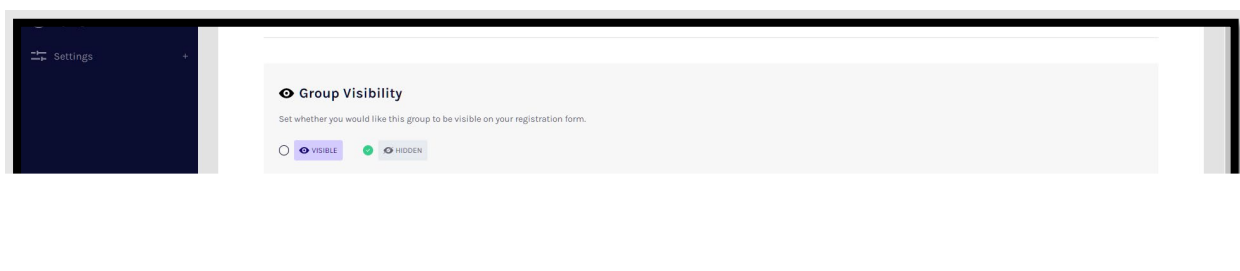 Settings +
Group Visibility
Set whether you would like this group to be visible on your registration form.
VISIBLE HIDDEN